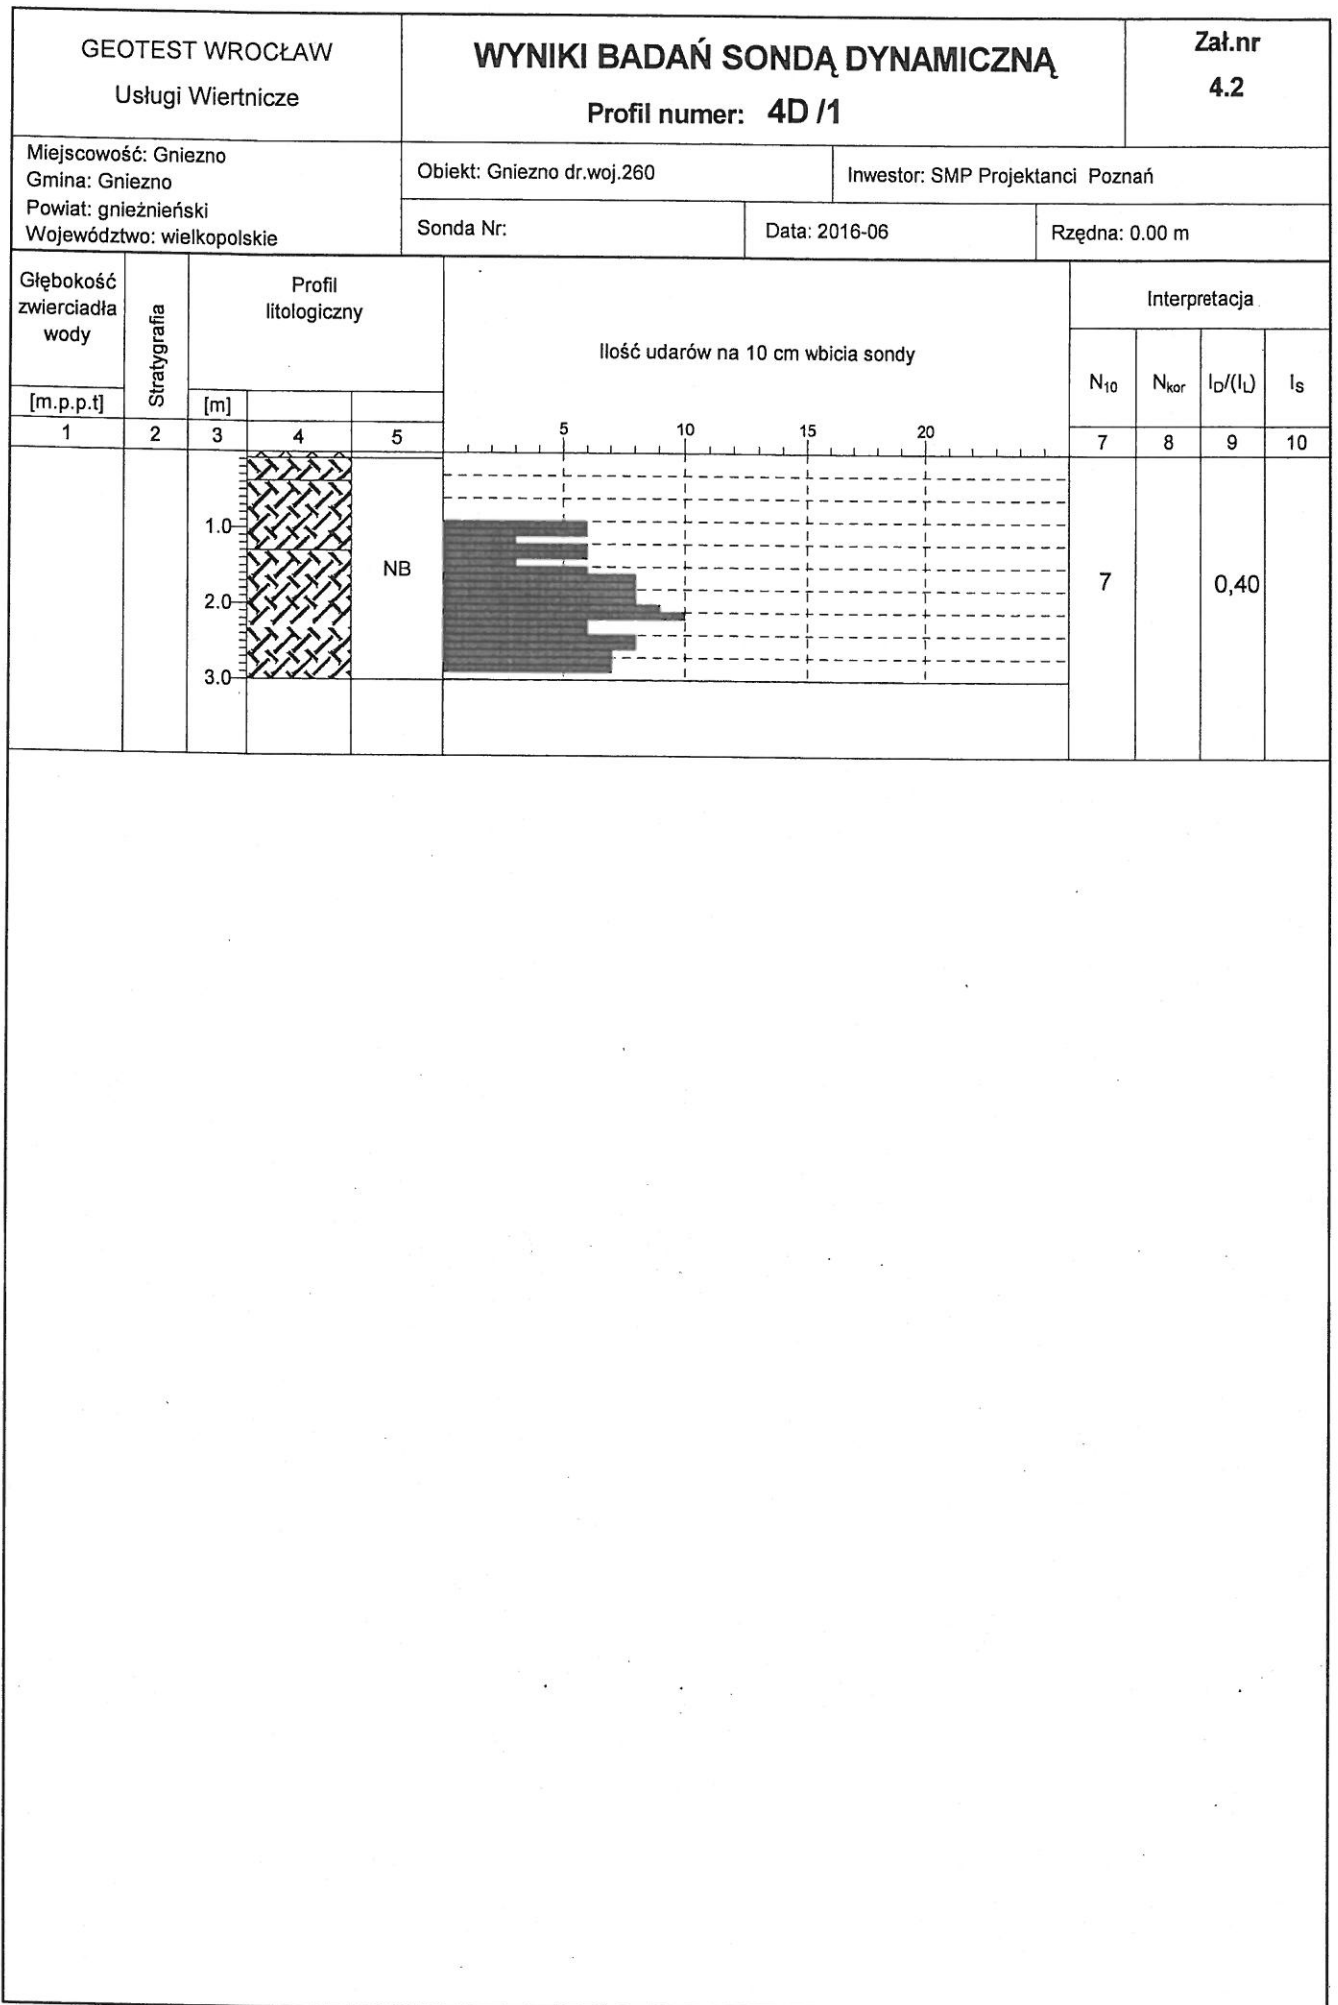 GEOTEST WROCŁAW
Usługi Wiertnicze
WYNIKI BADAŃ SONDĄ DYNAMICZNĄ
Profil numer: 4D /1
Zał.nr
4.2
Miejscowość: Gniezno
Gmina: Gniezno
Powiat: gnieżnieński
Województwo: wielkopolskie
Obiekt: Gniezno dr.woj.260
Inwestor: SMP Projektanci Poznań
Sonda Nr:
Data: 2016-06
Rzędna: 0.00 m
Głębokość
zwierciadła
wody
[m.p.p.t]
Stratygrafia
Profil
litologiczny
[m]
Ilość udarów na 10 cm wbicia sondy
Interpretacja
N10 Nkor ID/(IL) IS
1 2 3 4 5
5 10 15 20
7 8 9 10
1.0
2.0
3.0
NB
7 0,40